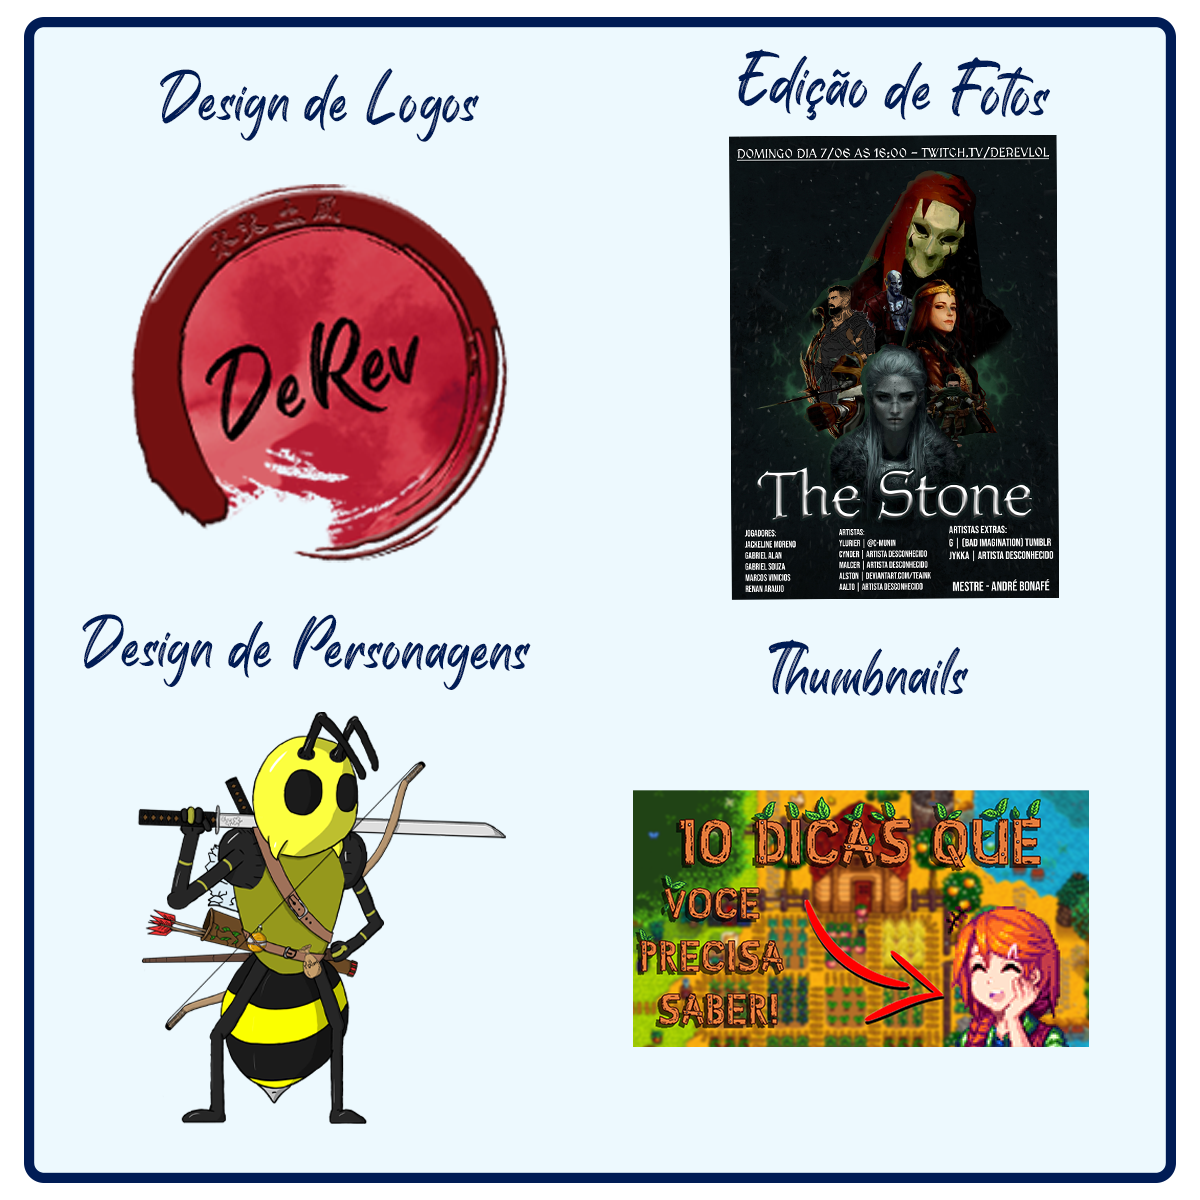 Design de Logos
Edição de Fotos
DeRev
DOMINGO DIA 7/06 AS 16:00 - TWITCH.TV/DEREVLOL
The Stone
JOGADORES:
JACKELINE MORENO
GABRIEL ALAN
GABRIEL SOUZA
MARCOS VINICIOS
RENAN ARAUJO
ARTISTAS:
YLURIER | @C-MUNIN
CYNDER | ARTISTA DESCONHECIDO
MALCER | ARTISTA DESCONHECIDO
ALSTON | DEVIANTART.COM/TEAINK
AALTO | ARTISTA DESCONHECIDO
ARTISTAS EXTRAS:
G | (BAD IMAGINATION) TUMBLR
JYKKA | ARTISTA DESCONHECIDO
MESTRE - ANDRÉ BONAFÉ
Design de Personagens
Thumbnails
10 DICAS QUE
VOCE
PRECISA
SABER!